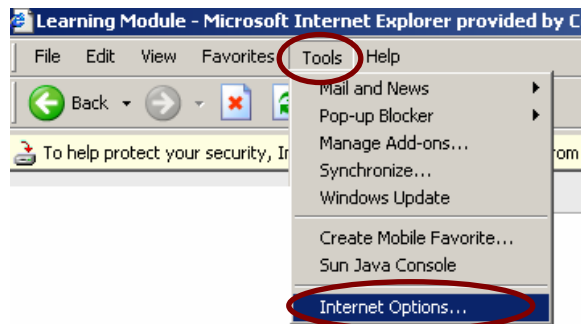 Learning Module - Microsoft Internet Explorer provided by C
File Edit View Favorites Tools Help
Back
To help protect your security, Ir
om
Mail and News
Pop-up Blocker
Manage Add-ons...
Synchronize...
Windows Update
Create Mobile Favorite...
Sun Java Console
Internet Options...